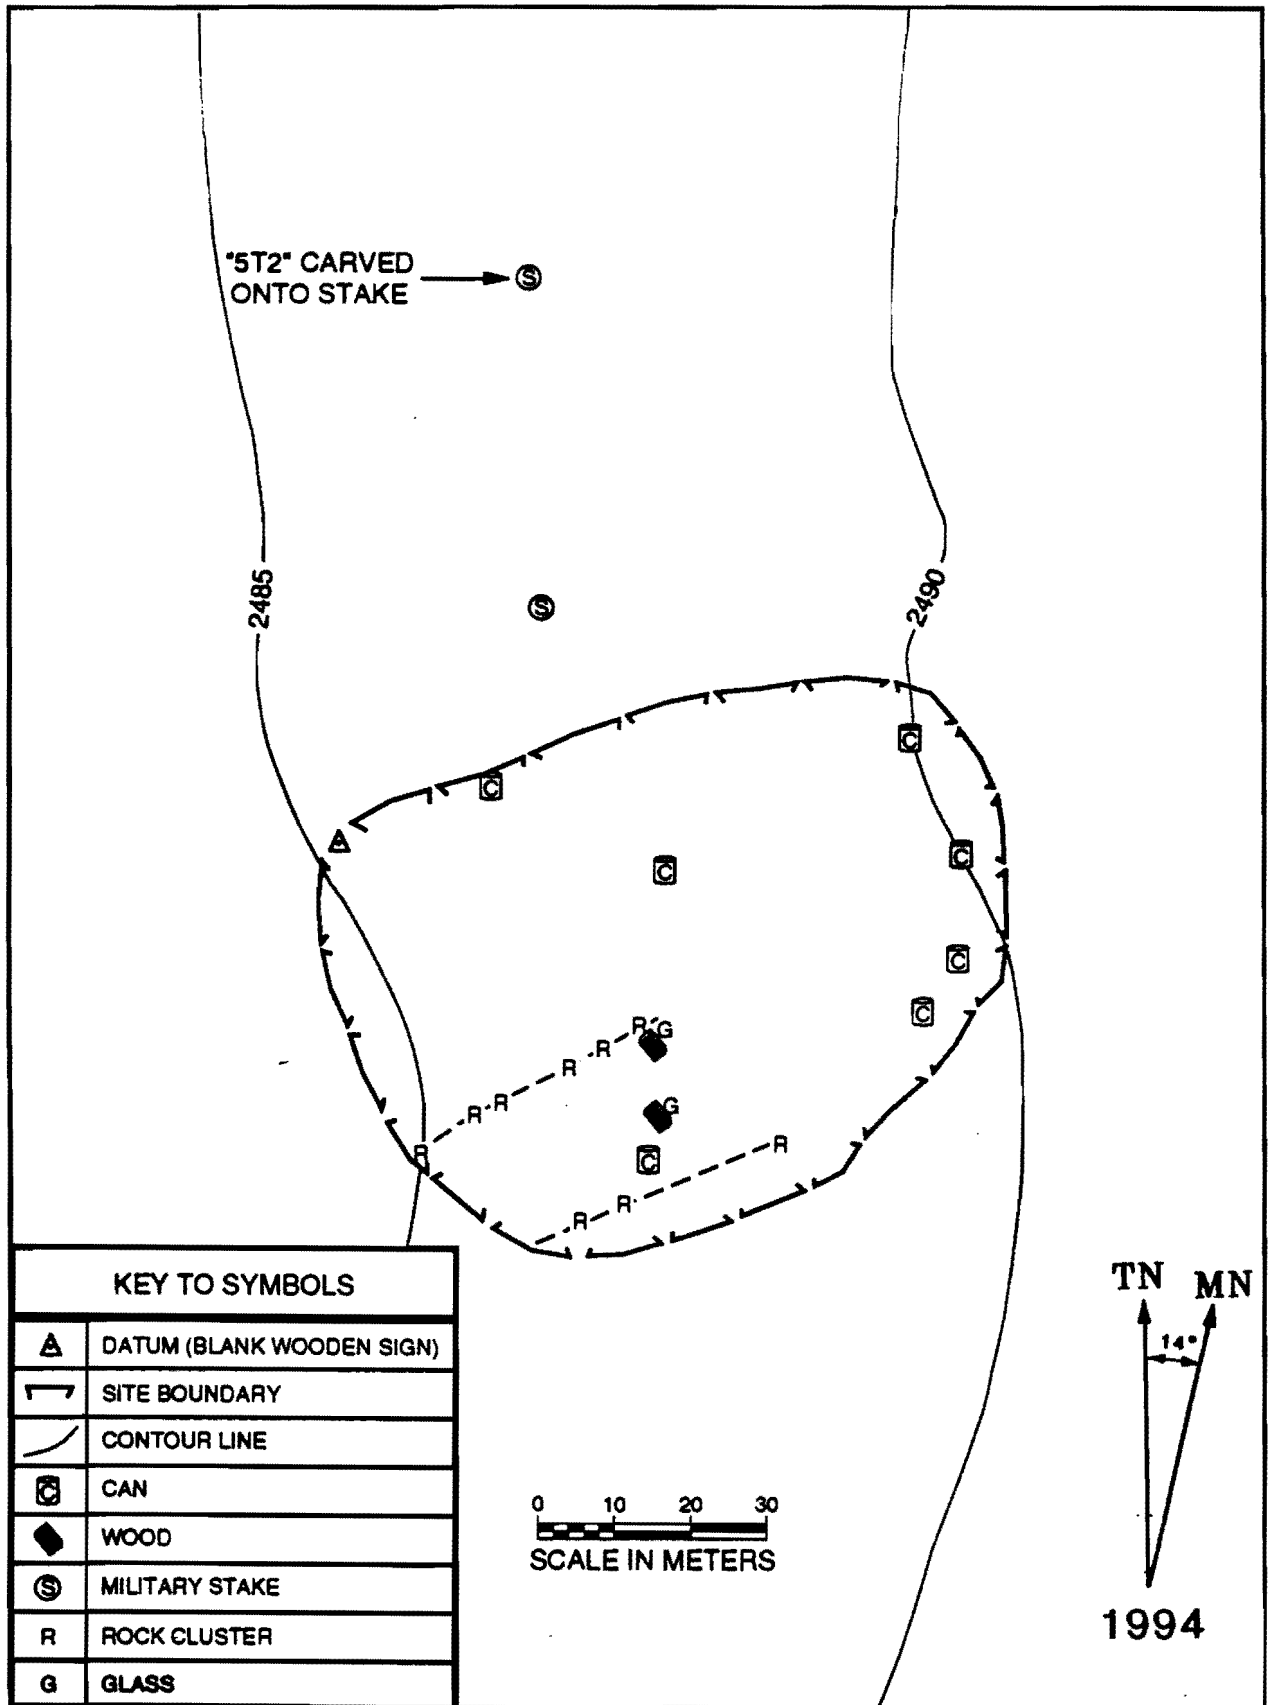 "5T2" CARVED
ONTO STAKE
S
2485
2490
S
C
C
C
C
C
C
R
G
R
R
R
R
G
R
R
C
R
R
KEY TO SYMBOLS
DATUM (BLANK WOODEN SIGN)
SITE BOUNDARY
CONTOUR LINE
C CAN
WOOD
S MILITARY STAKE
R ROCK CLUSTER
G GLASS
0 10 20 30
SCALE IN METERS
TN MN
14°
1994